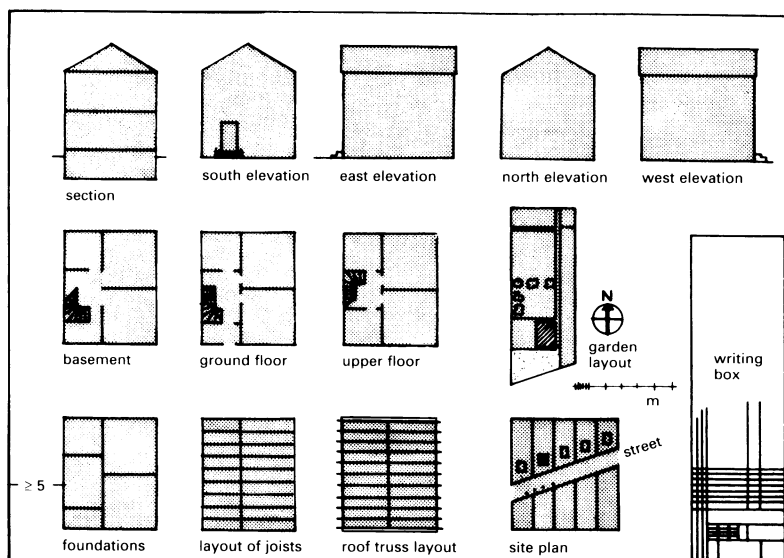 section
south elevation
east elevation
north elevation
west elevation
basement
ground floor
upper floor
N
garden
layout
m
writing
box
≥ 5
street
foundations
layout of joists
roof truss layout
site plan